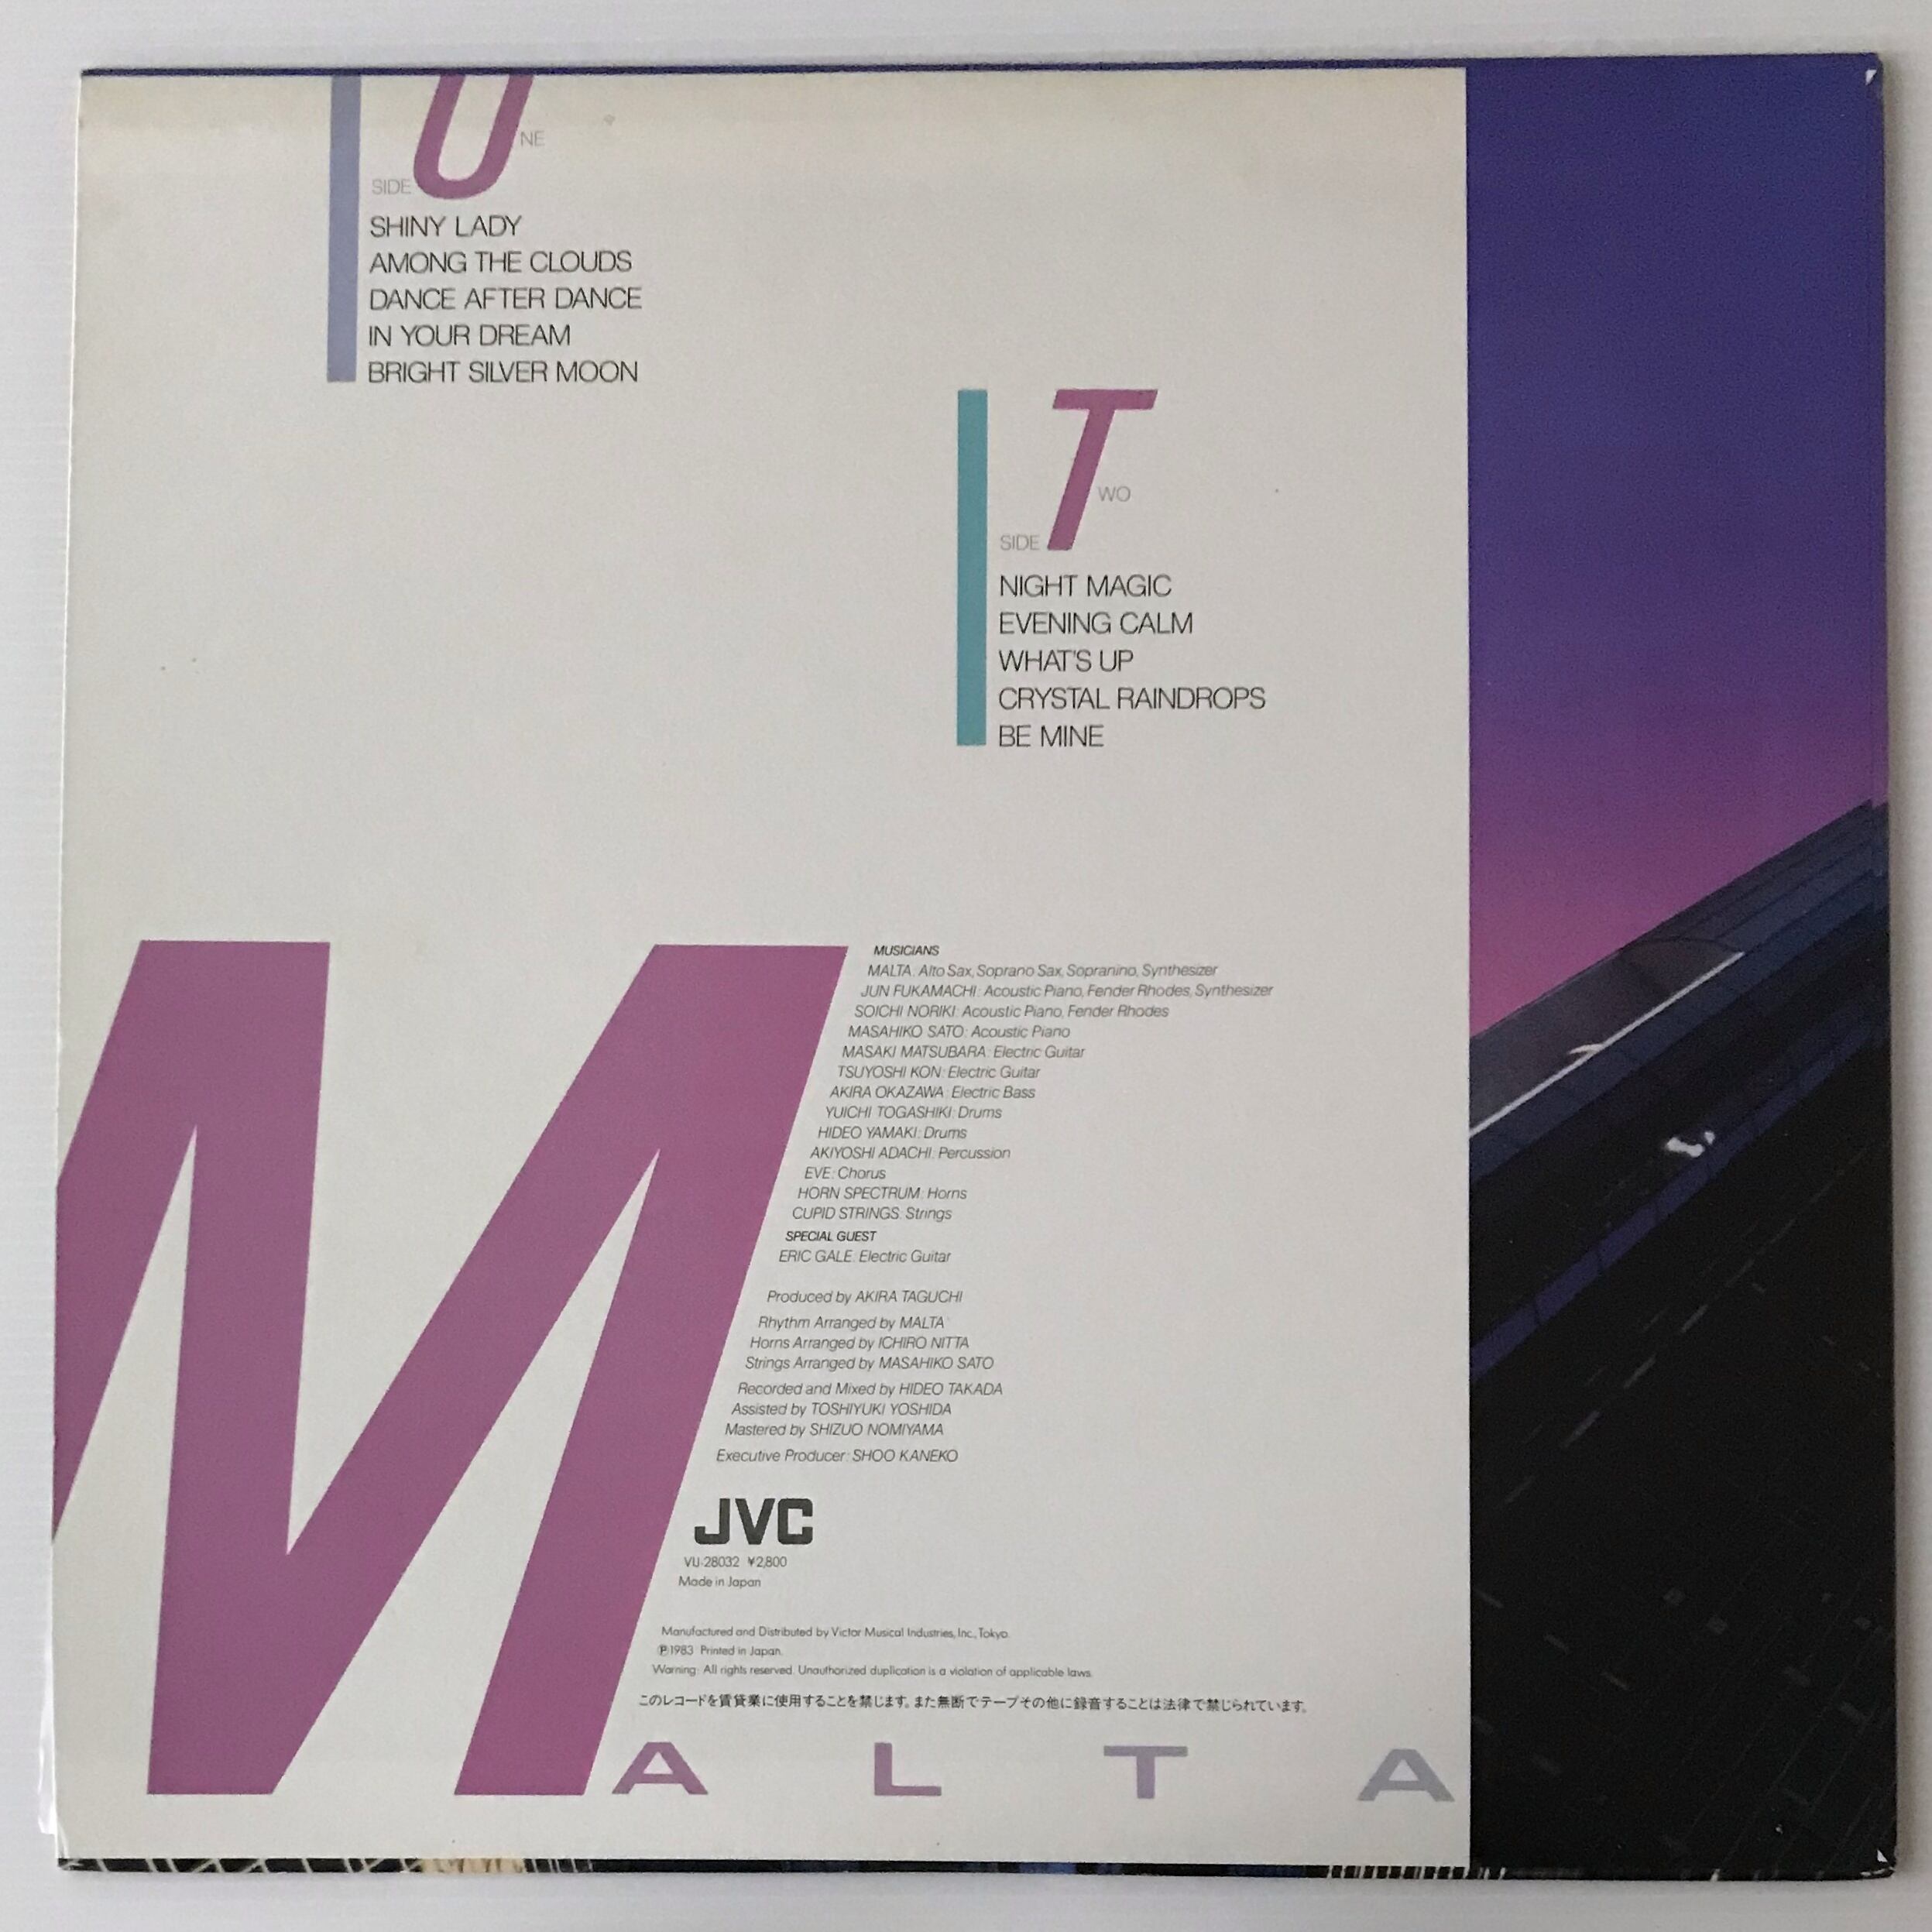 SIDE ONE
SHINY LADY
AMONG THE CLOUDS
DANCE AFTER DANCE
IN YOUR DREAM
BRIGHT SILVER MOON
SIDE TWO
NIGHT MAGIC
EVENING CALM
WHAT'S UP
CRYSTAL RAINDROPS
BE MINE
MUSICIANS
MALTA: Alto Sax, Soprano Sax, Sopranino, Synthesizer
JUN FUKAMACHI: Acoustic Piano, Fender Rhodes, Synthesizer
SOICHI NORIKI: Acoustic Piano, Fender Rhodes
MASAHIKO SATO: Acoustic Piano
MASAKI MATSUBARA: Electric Guitar
TSUYOSHI KON: Electric Guitar
AKIRA OKAZAWA: Electric Bass
YUICHI TOGASHIKI: Drums
HIDEO YAMAKI: Drums
AKIYOSHI ADACHI: Percussion
EVE: Chorus
HORN SPECTRUM: Horns
CUPID STRINGS: Strings
SPECIAL GUEST
ERIC GALE: Electric Guitar
Produced by AKIRA TAGUCHI
Rhythm Arranged by MALTA
Horns Arranged by ICHIRO NITTA
Strings Arranged by MASAHIKO SATO
Recorded and Mixed by HIDEO TAKADA
Assisted by TOSHIYUKI YOSHIDA
Mastered by SHIZUO NOMIYAMA
Executive Producer: SHOO KANEKO
JVC
VU-28032 ¥2,800
Made in Japan
Manufactured and Distributed by Victor Musical Industries, Inc., Tokyo.
℗1983 Printed in Japan.
Warning: All rights reserved. Unauthorized duplication is a violation of applicable laws.
このレコードを賃貸業に使用することを禁じます。また無断でテープその他に録音することは法律で禁じられています。
MALTA